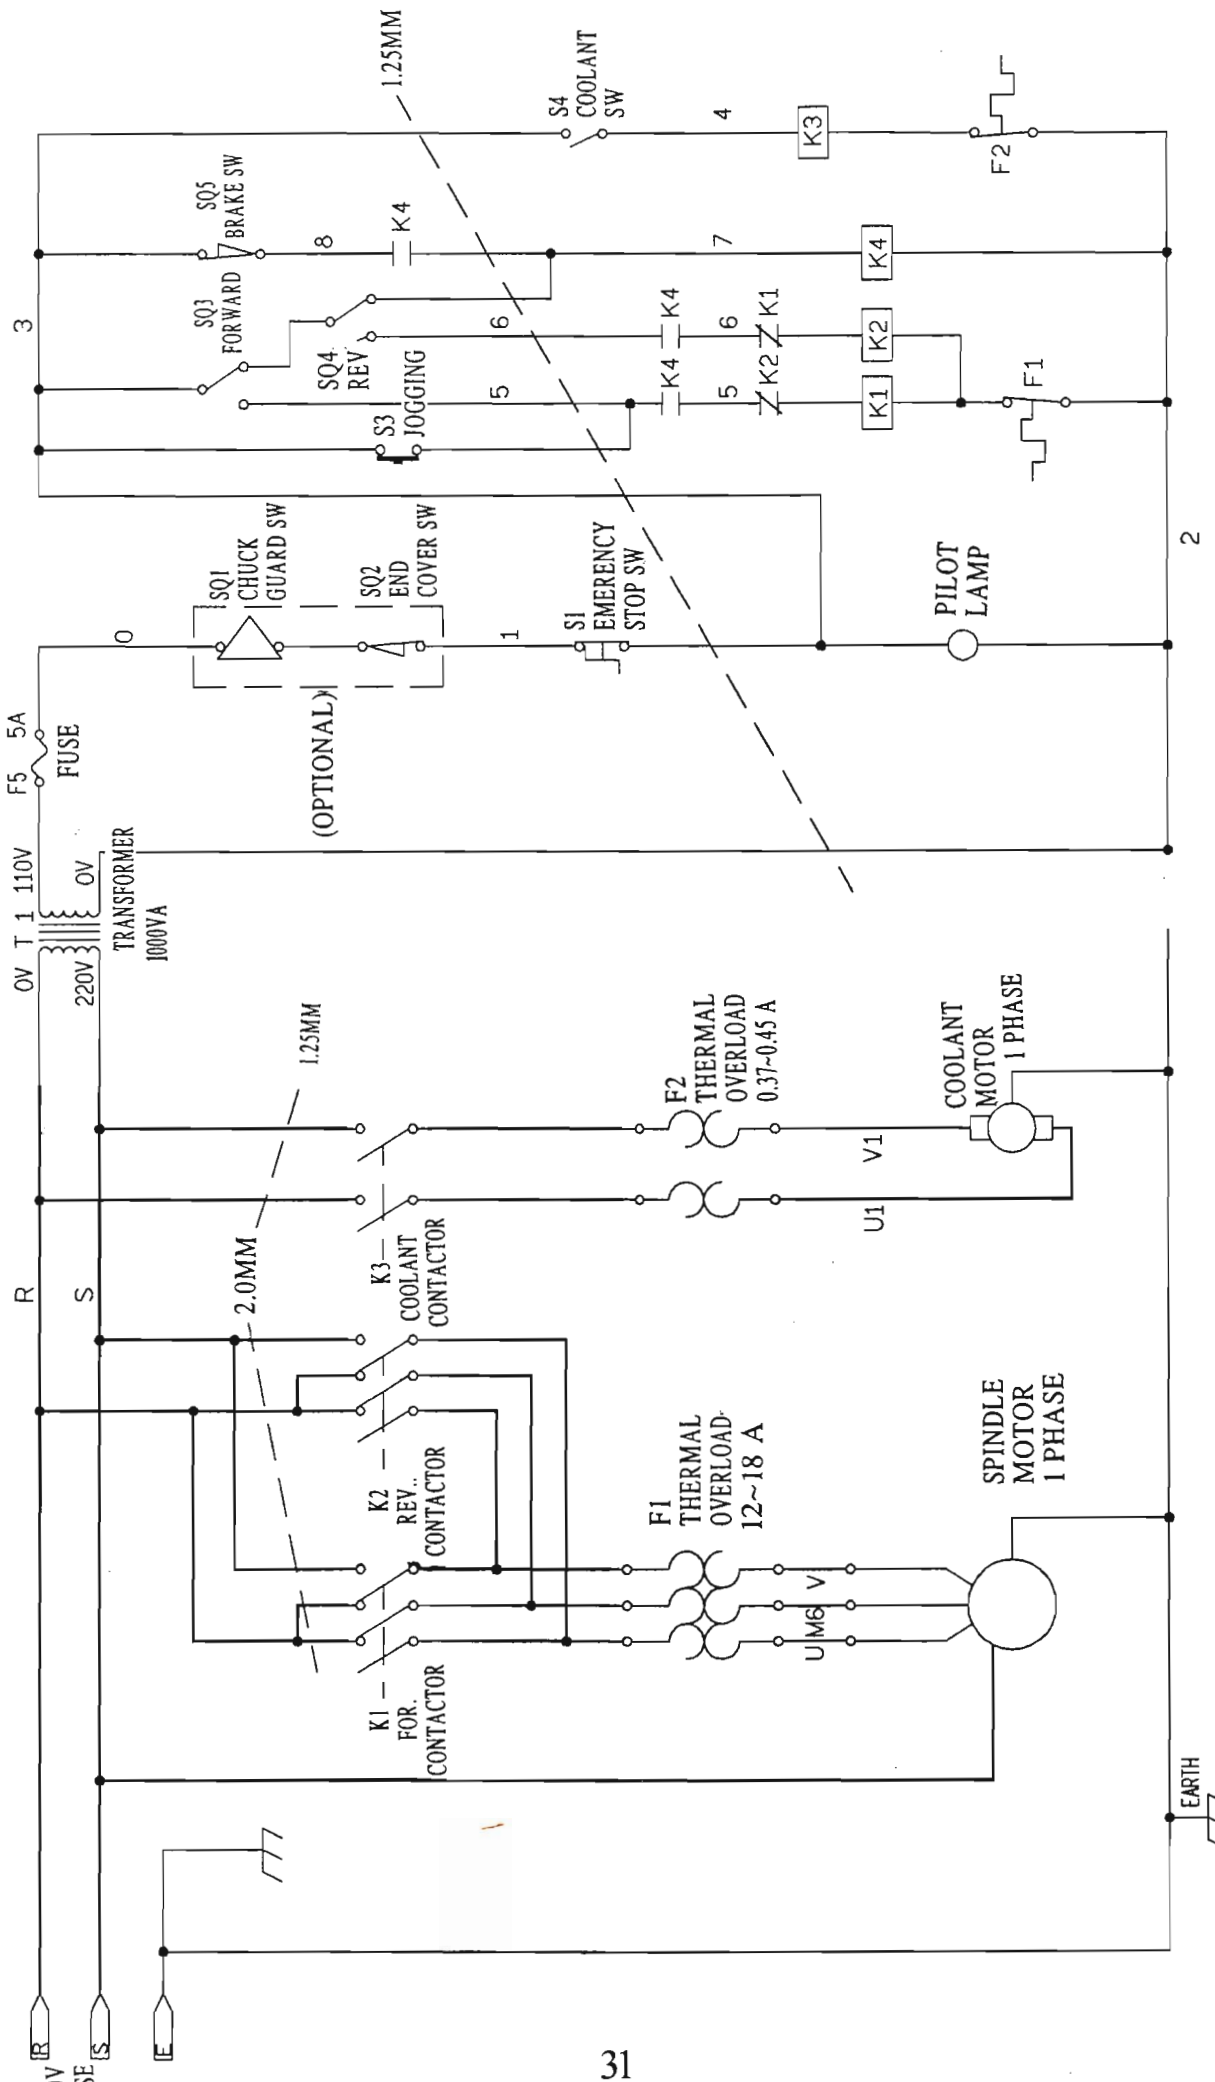 R
S
E
R
S
0V T 1 110V
220V
0V
TRANSFORMER
1000VA
F5 5A
FUSE
3
0
SQ1
CHUCK
GUARD SW
SQ2
END
COVER SW
(OPTIONAL)
1
S1
EMERENCY
STOP SW
PILOT
LAMP
2
SQ3
FORWARD
SQ4
REV
S3
JOGGING
SQ5
BRAKE SW
8
K4
7
K4
6
K4
6
K1
K2
5
K4
5
K2
K1
F1
S4
COOLANT
SW
4
K3
F2
1.25MM
1.25MM
2.0MM
K1
FOR.
CONTACTOR
K2
REV..
CONTACTOR
K3
COOLANT
CONTACTOR
F1
THERMAL
OVERLOAD
12~18 A
F2
THERMAL
OVERLOAD
0.37~0.45 A
U
M6
V
U1
V1
SPINDLE
MOTOR
1 PHASE
COOLANT
MOTOR
1 PHASE
EARTH
31